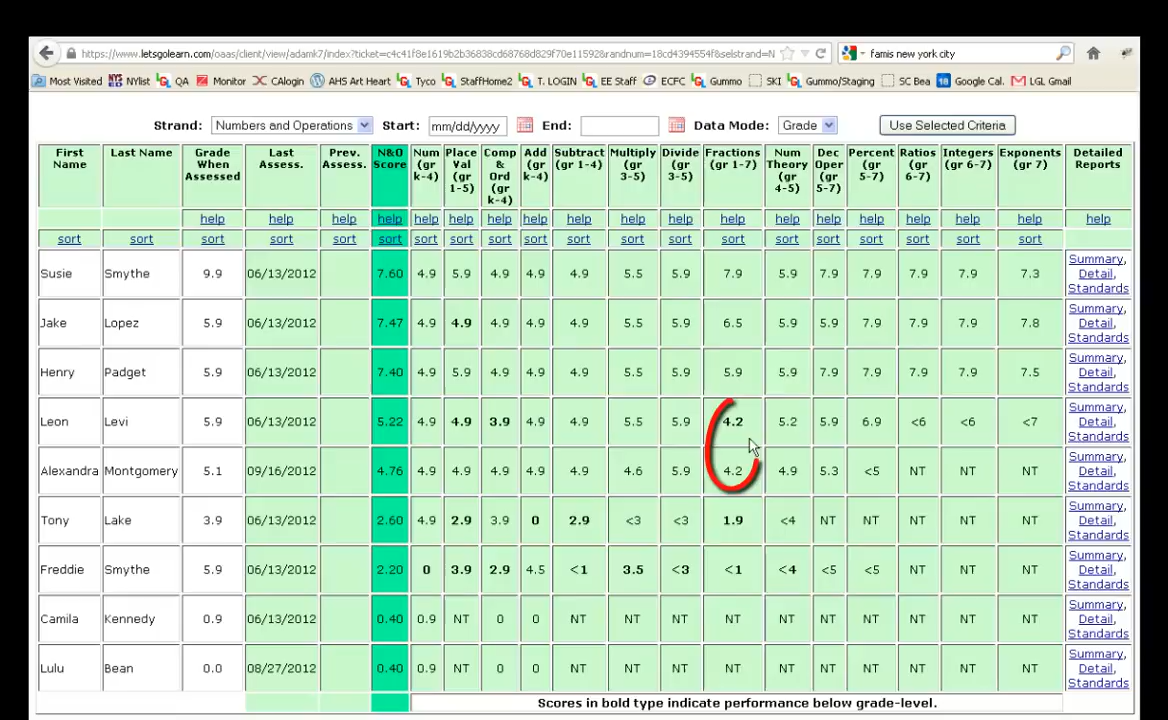 https://www.letsgolearn.com/oaas/client/view/adamk7/index?ticket=c4c41f8e1619b2b36838cd68768d829f70e11592&randnum=18cd4394554f&selstrand=N
famis new york city
Most Visited NYlist QA Monitor CAlogin AHS Art Heart Tyco StaffHome2 T. LOGIN EE Staff ECFC Gummo SKI Gummo/Staging SC Bea Google Cal. LGL Gmail
Strand: Numbers and Operations Start: mm/dd/yyyy End: Data Mode: Grade Use Selected Criteria
First Name Last Name Grade When Assessed Last Assess. Prev. Assess. N&O Score Num (gr k-4) Place Val (gr 1-5) Comp & Ord (gr k-4) Add (gr k-4) Subtract (gr 1-4) Multiply (gr 3-5) Divide (gr 3-5) Fractions (gr 1-7) Num Theory (gr 4-5) Dec Oper (gr 5-7) Percent (gr 5-7) Ratios (gr 6-7) Integers (gr 6-7) Exponents (gr 7) Detailed Reports
help help help help help help help help help help help help help help help help help help help
sort sort sort sort sort sort sort sort sort sort sort sort sort sort sort sort sort sort sort sort
Susie Smythe 9.9 06/13/2012 7.60 4.9 5.9 4.9 4.9 4.9 5.5 5.9 7.9 5.9 7.9 7.9 7.9 7.9 7.3 Summary, Detail, Standards
Jake Lopez 5.9 06/13/2012 7.47 4.9 4.9 4.9 4.9 4.9 5.5 5.9 6.5 5.9 5.9 7.9 7.9 7.9 7.8 Summary, Detail, Standards
Henry Padget 5.9 06/13/2012 7.40 4.9 5.9 4.9 4.9 4.9 5.5 5.9 5.9 5.9 7.9 7.9 7.9 7.9 7.5 Summary, Detail, Standards
Leon Levi 5.9 06/13/2012 5.22 4.9 4.9 3.9 4.9 4.9 5.5 5.9 4.2 5.2 5.9 6.9 <6 <6 <7 Summary, Detail, Standards
Alexandra Montgomery 5.1 09/16/2012 4.76 4.9 4.9 4.9 4.9 4.9 4.6 5.9 4.2 4.9 5.3 <5 NT NT NT Summary, Detail, Standards
Tony Lake 3.9 06/13/2012 2.60 4.9 2.9 3.9 0 2.9 <3 <3 1.9 <4 NT NT NT NT NT Summary, Detail, Standards
Freddie Smythe 5.9 06/13/2012 2.20 0 3.9 2.9 4.5 <1 3.5 <3 <1 <4 <5 <5 NT NT NT Summary, Detail, Standards
Camila Kennedy 0.9 06/13/2012 0.40 0.9 NT 0 0 NT NT NT NT NT NT NT NT NT NT Summary, Detail, Standards
Lulu Bean 0.0 08/27/2012 0.40 0.9 NT 0 0 NT NT NT NT NT NT NT NT NT NT Summary, Detail, Standards
Scores in bold type indicate performance below grade-level.